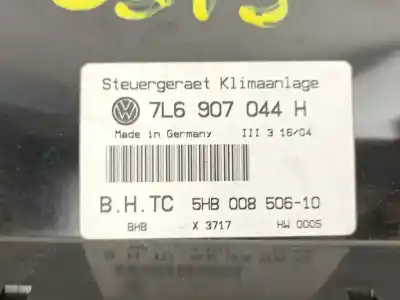 Steuergeraet Klimaanlage
7L6 907 044 H
Made in Germany III 3 16/04
B.H.TC 5HB 008 506-10
BHB X 3717 HW 0005